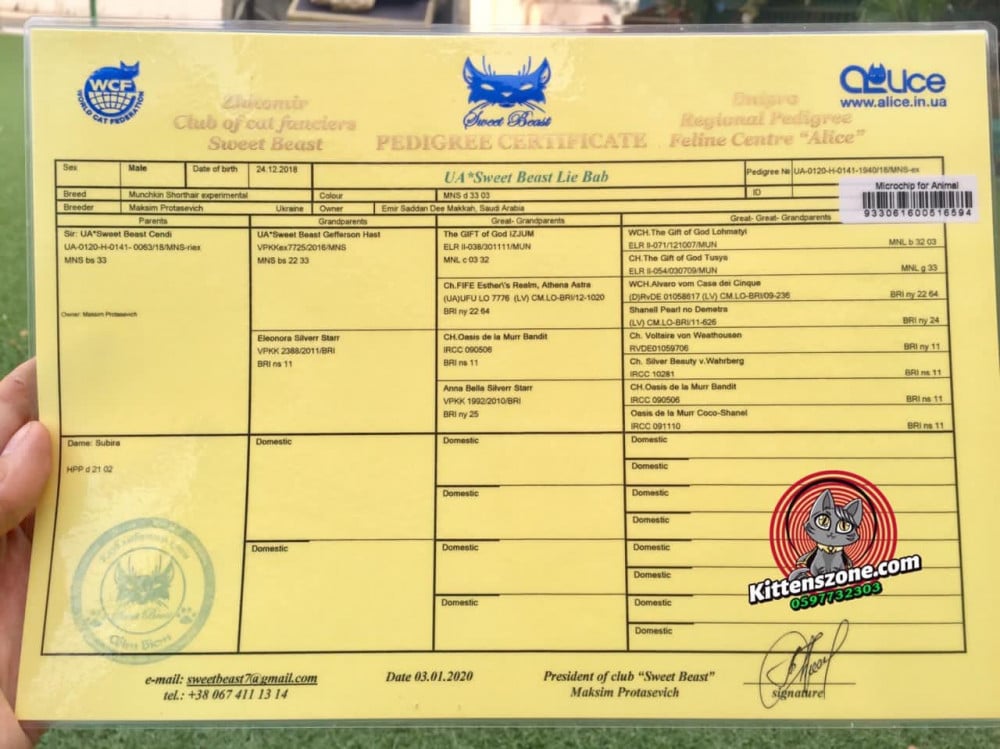 WCF
WORLD CAT FEDERATION
Zhitomir
Club of cat fanciers
Sweet Beast
Sweet Beast
PEDIGREE CERTIFICATE
ALice
www.alice.in.ua
Dnipro
Regional Pedigree
Feline Centre “Alice”
Sex Male Date of birth 24.12.2018 UA*Sweet Beast Lie Bab Pedigree № UA-0120-H-0141-1940/18/MNS-ex
Breed Munchkin Shorthair experimental Colour MNS d 33 03 ID
Microchip for Animal
933061600516594
Breeder Maksim Protasevich Ukraine Owner Emir Saddan Dee Makkah, Saudi Arabia
Parents Grandparents Great- Grandparents Great- Great- Grandparents
Sir: UA*Sweet Beast Cendi
UA-0120-H-0141- 0063/18/MNS-riex
MNS bs 33
Owner: Maksim Protasevich
UA*Sweet Beast Gefferson Hast
VPKKex7725/2016/MNS
MNS bs 22 33
Eleonora Silverr Starr
VPKK 2388/2011/BRI
BRI ns 11
The GIFT of God IZJUM
ELR II-038/301111/MUN
MNL c 03 32
Ch.FIFE Esther\'s Realm, Athena Astra
(UA)UFU LO 7776 (LV) CM.LO-BRI/12-1020
BRI ny 22 64
CH.Oasis de la Murr Bandit
IRCC 090506
BRI ns 11
Anna Bella Silverr Starr
VPKK 1992/2010/BRI
BRI ny 25
WCH.The Gift of God Lohmatyi
ELR II-071/121007/MUN MNL b 32 03
CH.The Gift of God Tusya
ELR II-054/030709/MUN MNL g 33
WCH.Alvaro vom Casa dei Cinque
(D)RvDE 01058617 (LV) CM.LO-BRI/09-236 BRI ny 22 64
Shanell Pearl no Demetra
(LV) CM.LO-BRI/11-626 BRI ny 24
Ch. Voltaire von Weathousen
RVDE01059706 BRI ny 11
Ch. Silver Beauty v.Wahrberg
IRCC 10281 BRI ns 11
CH.Oasis de la Murr Bandit
IRCC 090506 BRI ns 11
Oasis de la Murr Coco-Shanel
IRCC 091110 BRI ns 11
Dame: Subira
HPP d 21 02
Domestic
Domestic
Domestic
Domestic
Domestic
Domestic
Domestic
Domestic
Domestic
Domestic
Domestic
Domestic
Domestic
Domestic
Sweet Beast
Kittenszone.com
0597732303
e-mail: sweetbeast7@gmail.com
tel.: +38 067 411 13 14
Date 03.01.2020
President of club “Sweet Beast”
Maksim Protasevich
signature